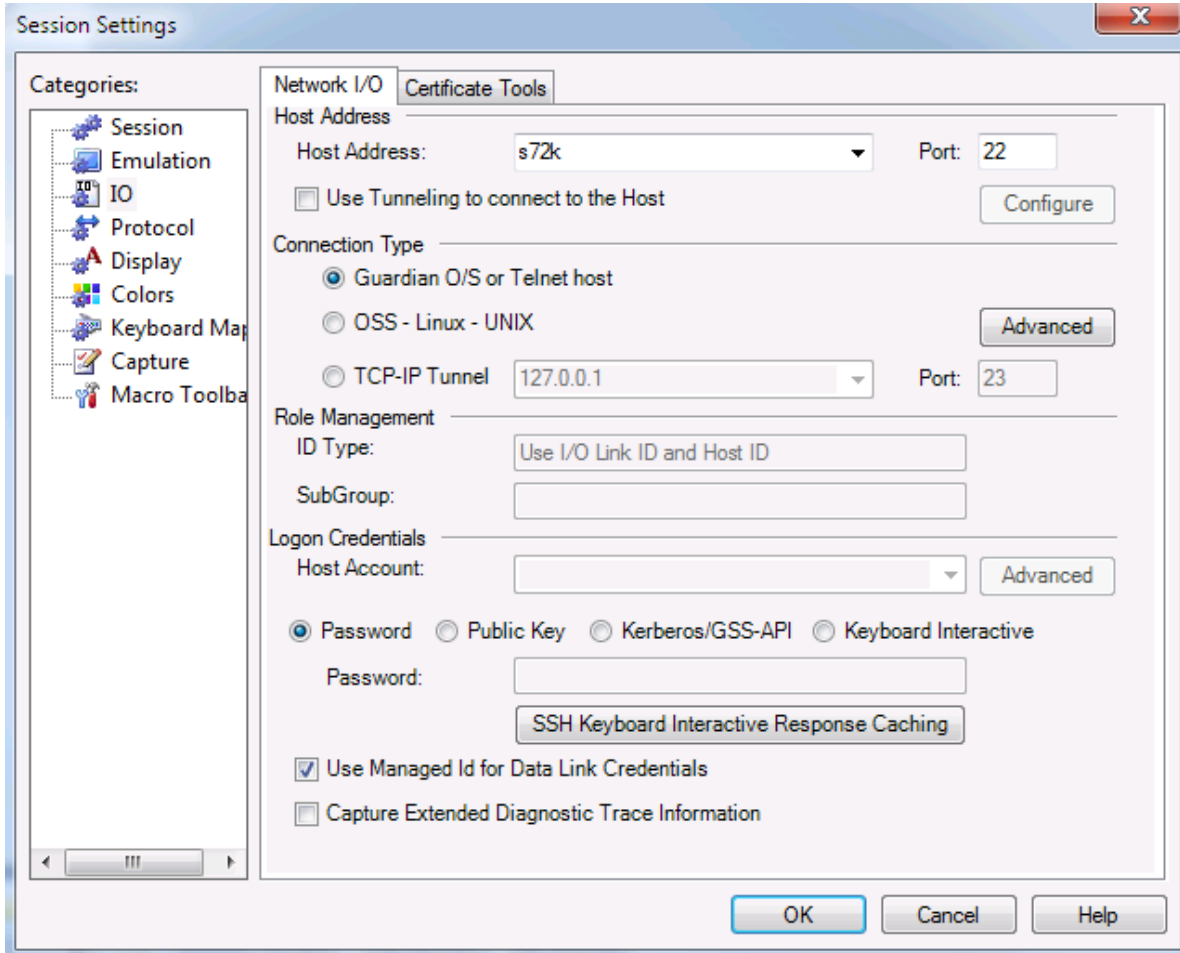 Session Settings
Categories:
Session
Emulation
IO
Protocol
Display
Colors
Keyboard Map
Capture
Macro Toolba
Network I/O
Certificate Tools
Host Address
Host Address:
s72k
Port:
22
Use Tunneling to connect to the Host
Configure
Connection Type
Guardian O/S or Telnet host
OSS - Linux - UNIX
Advanced
TCP-IP Tunnel
127.0.0.1
Port:
23
Role Management
ID Type:
Use I/O Link ID and Host ID
SubGroup:
Logon Credentials
Host Account:
Advanced
Password
Public Key
Kerberos/GSS-API
Keyboard Interactive
Password:
SSH Keyboard Interactive Response Caching
Use Managed Id for Data Link Credentials
Capture Extended Diagnostic Trace Information
OK
Cancel
Help